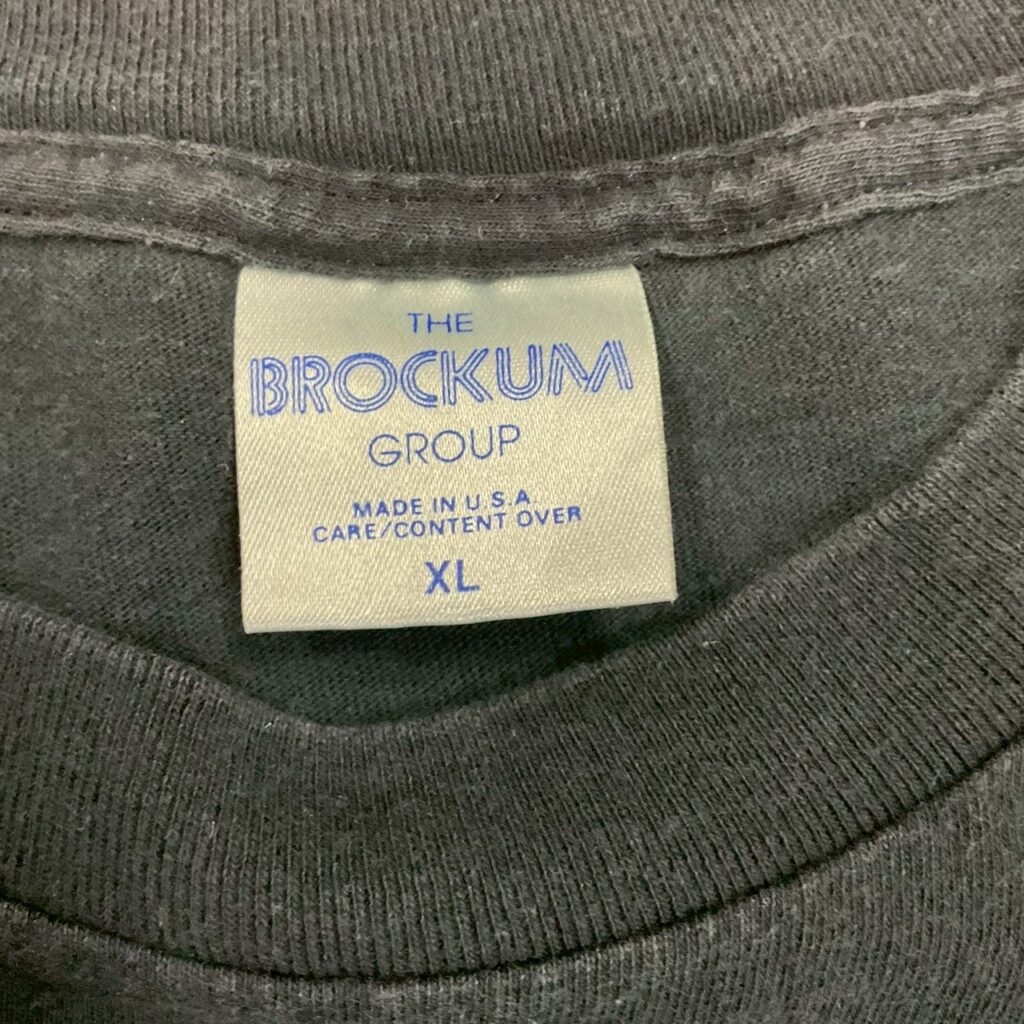 THE
BROCKUM
GROUP
MADE IN U.S.A.
CARE/CONTENT OVER
XL